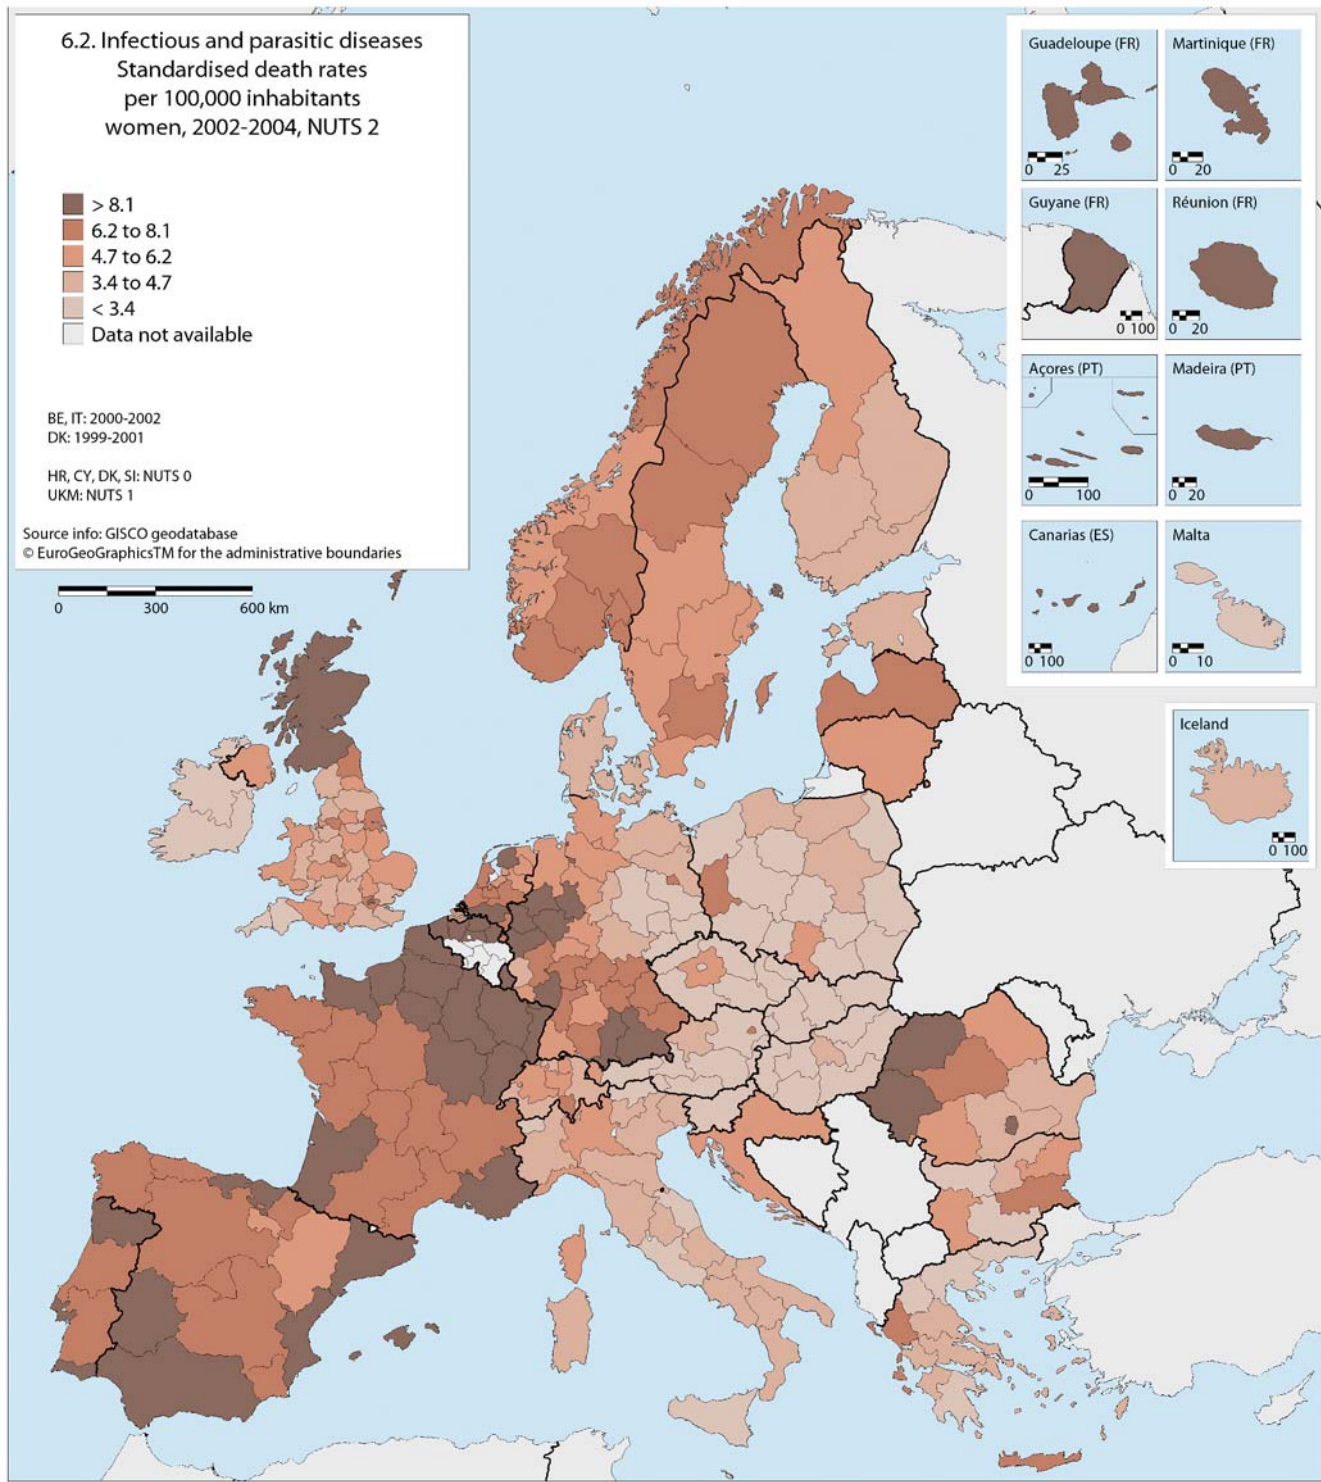 6.2. Infectious and parasitic diseases
Standardised death rates
per 100,000 inhabitants
women, 2002-2004, NUTS 2
> 8.1
6.2 to 8.1
4.7 to 6.2
3.4 to 4.7
< 3.4
Data not available
BE, IT: 2000-2002
DK: 1999-2001
HR, CY, DK, SI: NUTS 0
UKM: NUTS 1
Source info: GISCO geodatabase
© EuroGeoGraphicsTM for the administrative boundaries
0 300 600 km
Guadeloupe (FR)
0 25
Martinique (FR)
0 20
Guyane (FR)
0 100
Réunion (FR)
0 20
Açores (PT)
0 100
Madeira (PT)
0 20
Canarias (ES)
0 100
Malta
0 10
Iceland
0 100